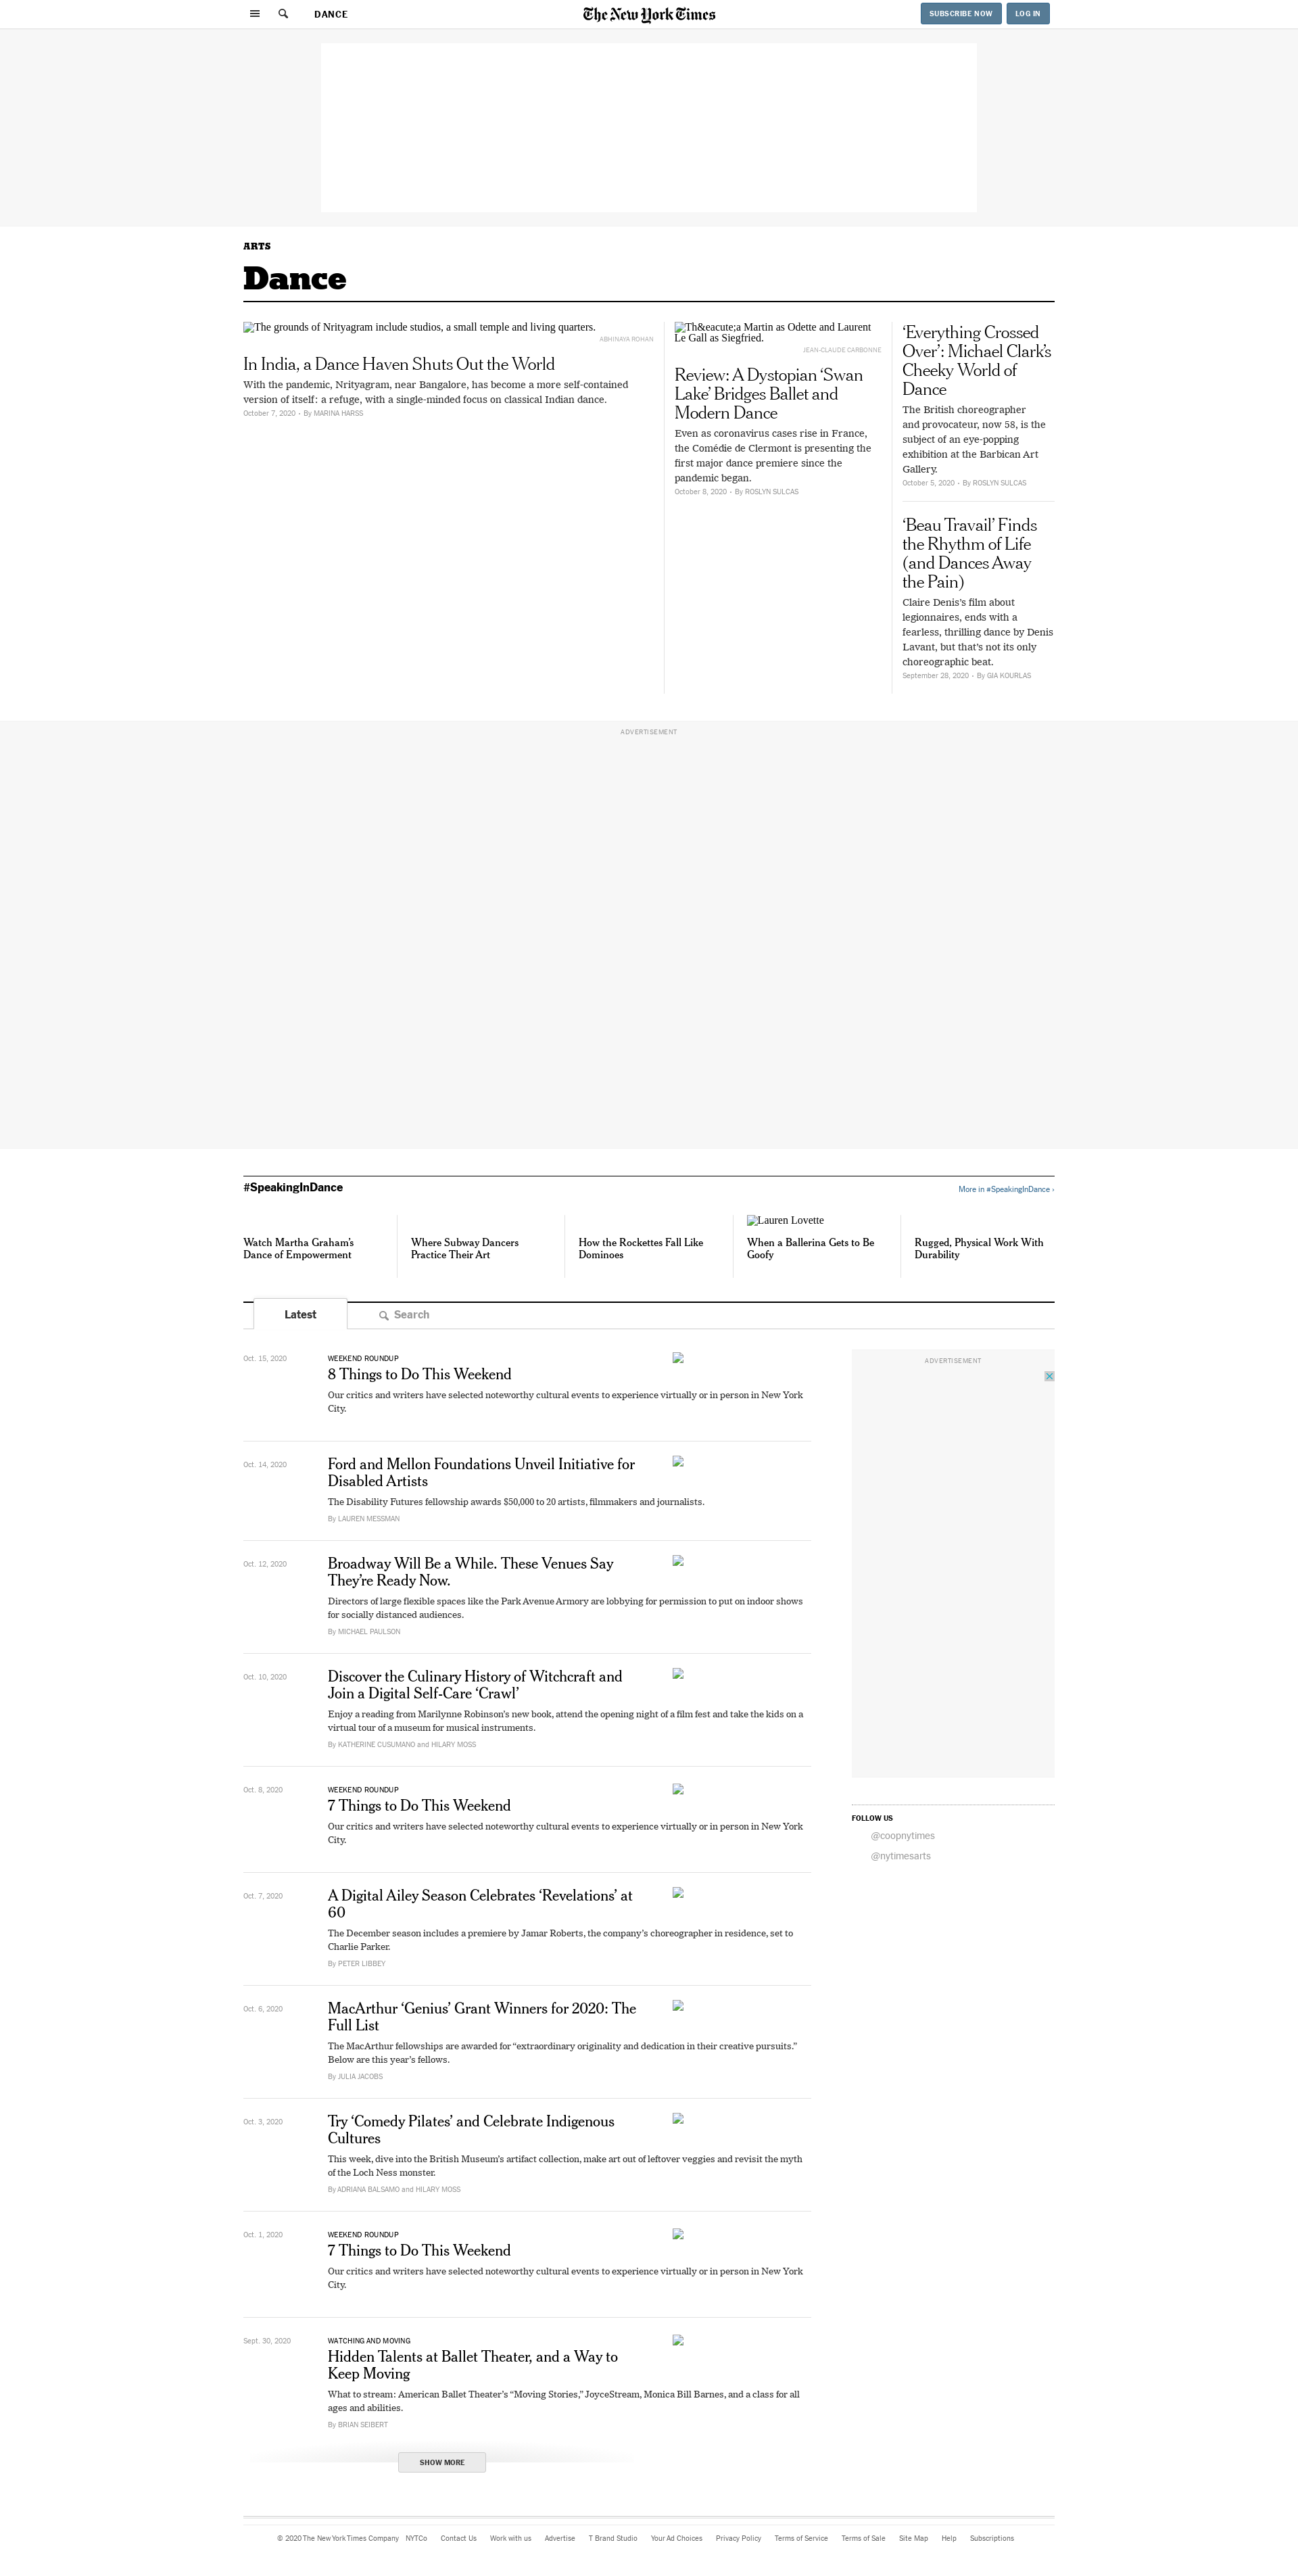 DANCE
The New York Times
SUBSCRIBE NOW
LOG IN
ARTS
Dance
The grounds of Nrityagram include studios, a small temple and living quarters.
ABHINAYA ROHAN
In India, a Dance Haven Shuts Out the World
With the pandemic, Nrityagram, near Bangalore, has become a more self-contained
version of itself: a refuge, with a single-minded focus on classical Indian dance.
October 7, 2020 • By MARINA HARSS
Th&eacute;a Martin as Odette and Laurent
Le Gall as Siegfried.
JEAN-CLAUDE CARBONNE
Review: A Dystopian ‘Swan
Lake’ Bridges Ballet and
Modern Dance
Even as coronavirus cases rise in France,
the Comédie de Clermont is presenting the
first major dance premiere since the
pandemic began.
October 8, 2020 • By ROSLYN SULCAS
‘Everything Crossed
Over’: Michael Clark’s
Cheeky World of
Dance
The British choreographer
and provocateur, now 58, is the
subject of an eye-popping
exhibition at the Barbican Art
Gallery.
October 5, 2020 • By ROSLYN SULCAS
‘Beau Travail’ Finds
the Rhythm of Life
(and Dances Away
the Pain)
Claire Denis’s film about
legionnaires, ends with a
fearless, thrilling dance by Denis
Lavant, but that’s not its only
choreographic beat.
September 28, 2020 • By GIA KOURLAS
ADVERTISEMENT
#SpeakingInDance
More in #SpeakingInDance ›
Watch Martha Graham’s
Dance of Empowerment
Where Subway Dancers
Practice Their Art
How the Rockettes Fall Like
Dominoes
Lauren Lovette
When a Ballerina Gets to Be
Goofy
Rugged, Physical Work With
Durability
Latest
Search
Oct. 15, 2020
WEEKEND ROUNDUP
8 Things to Do This Weekend
Our critics and writers have selected noteworthy cultural events to experience virtually or in person in New York
City.
Oct. 14, 2020
Ford and Mellon Foundations Unveil Initiative for
Disabled Artists
The Disability Futures fellowship awards $50,000 to 20 artists, filmmakers and journalists.
By LAUREN MESSMAN
Oct. 12, 2020
Broadway Will Be a While. These Venues Say
They’re Ready Now.
Directors of large flexible spaces like the Park Avenue Armory are lobbying for permission to put on indoor shows
for socially distanced audiences.
By MICHAEL PAULSON
Oct. 10, 2020
Discover the Culinary History of Witchcraft and
Join a Digital Self-Care ‘Crawl’
Enjoy a reading from Marilynne Robinson’s new book, attend the opening night of a film fest and take the kids on a
virtual tour of a museum for musical instruments.
By KATHERINE CUSUMANO and HILARY MOSS
Oct. 8, 2020
WEEKEND ROUNDUP
7 Things to Do This Weekend
Our critics and writers have selected noteworthy cultural events to experience virtually or in person in New York
City.
Oct. 7, 2020
A Digital Ailey Season Celebrates ‘Revelations’ at
60
The December season includes a premiere by Jamar Roberts, the company’s choreographer in residence, set to
Charlie Parker.
By PETER LIBBEY
Oct. 6, 2020
MacArthur ‘Genius’ Grant Winners for 2020: The
Full List
The MacArthur fellowships are awarded for “extraordinary originality and dedication in their creative pursuits.”
Below are this year’s fellows.
By JULIA JACOBS
Oct. 3, 2020
Try ‘Comedy Pilates’ and Celebrate Indigenous
Cultures
This week, dive into the British Museum’s artifact collection, make art out of leftover veggies and revisit the myth
of the Loch Ness monster.
By ADRIANA BALSAMO and HILARY MOSS
Oct. 1, 2020
WEEKEND ROUNDUP
7 Things to Do This Weekend
Our critics and writers have selected noteworthy cultural events to experience virtually or in person in New York
City.
Sept. 30, 2020
WATCHING AND MOVING
Hidden Talents at Ballet Theater, and a Way to
Keep Moving
What to stream: American Ballet Theater’s “Moving Stories,” JoyceStream, Monica Bill Barnes, and a class for all
ages and abilities.
By BRIAN SEIBERT
SHOW MORE
ADVERTISEMENT
FOLLOW US
@coopnytimes
@nytimesarts
© 2020 The New York Times Company NYTCo Contact Us Work with us Advertise T Brand Studio Your Ad Choices Privacy Policy Terms of Service Terms of Sale Site Map Help Subscriptions